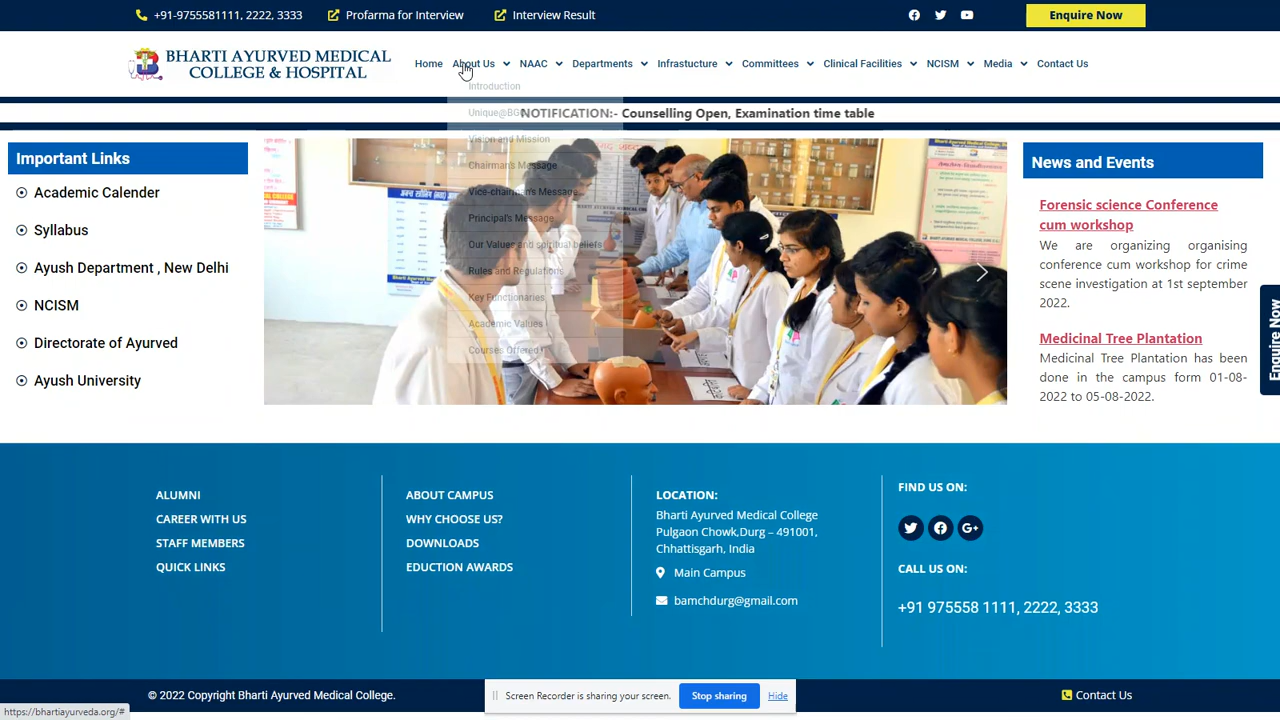 +91-9755581111, 2222, 3333
Profarma for Interview
Interview Result
Enquire Now
BHARTI AYURVED MEDICAL
COLLEGE & HOSPITAL
Home
About Us
NAAC
Departments
Infrastucture
Committees
Clinical Facilities
NCISM
Media
Contact Us
Introduction
NOTIFICATION:- Counselling Open, Examination time table
Vision and Mission
Chairman's Message
Vice-chairman's Message
Principal's Message
Our Values and spiritual beliefs
Rules and Regulations
Key Functionaries
Academic Values
Courses Offered
Important Links
Academic Calender
Syllabus
Ayush Department , New Delhi
NCISM
Directorate of Ayurved
Ayush University
News and Events
Forensic science Conference
cum workshop
We are organizing organising
conference cum workshop for crime
scene investigation at 1st september
2022.
Medicinal Tree Plantation
Medicinal Tree Plantation has been
done in the campus form 01-08-
2022 to 05-08-2022.
Enquire Now
ALUMNI
CAREER WITH US
STAFF MEMBERS
QUICK LINKS
ABOUT CAMPUS
WHY CHOOSE US?
DOWNLOADS
EDUCTION AWARDS
LOCATION:
Bharti Ayurved Medical College
Pulgaon Chowk,Durg – 491001,
Chhattisgarh, India
Main Campus
bamchdurg@gmail.com
FIND US ON:
CALL US ON:
+91 975558 1111, 2222, 3333
© 2022 Copyright Bharti Ayurved Medical College.
Screen Recorder is sharing your screen.
Stop sharing
Hide
Contact Us
https://bhartiayurveda.org/#